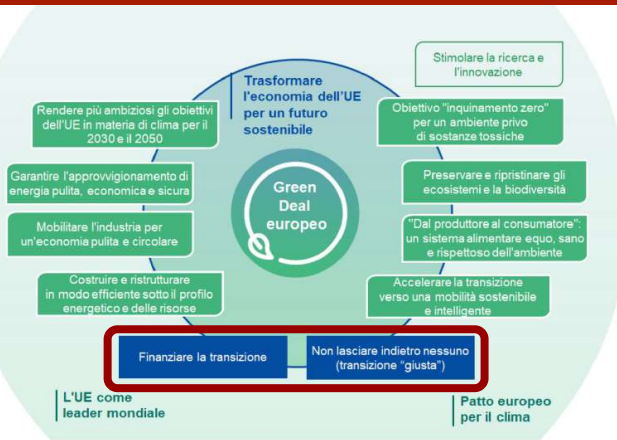 Trasformare
l'economia dell'UE
per un futuro
sostenibile
Stimolare la ricerca e
l'innovazione
Rendere più ambiziosi gli obiettivi
dell'UE in materia di clima per il
2030 e il 2050
Obiettivo "inquinamento zero"
per un ambiente privo
di sostanze tossiche
Garantire l'approvvigionamento di
energia pulita, economica e sicura
Green
Deal
europeo
Preservare e ripristinare gli
ecosistemi e la biodiversità
Mobilitare l'industria per
un'economia pulita e circolare
"Dal produttore al consumatore":
un sistema alimentare equo, sano
e rispettoso dell'ambiente
Costruire e ristrutturare
in modo efficiente sotto il profilo
energetico e delle risorse
Accelerare la transizione
verso una mobilità sostenibile
e intelligente
Finanziare la transizione
Non lasciare indietro nessuno
(transizione "giusta")
L'UE come
leader mondiale
Patto europeo
per il clima